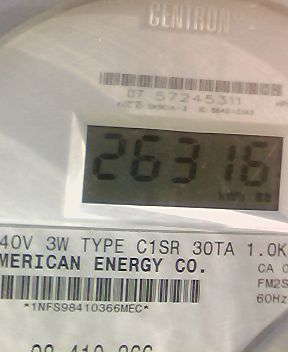 CENTRON
07 57245311
26316
kWh
40V 3W TYPE C1SR 30TA 1.0K
MERICAN ENERGY CO.
CA 0
FM2S
60Hz
*1NFS98410366MEC*